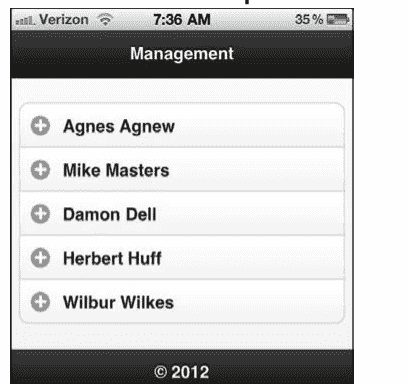 Verizon 7:36 AM 35%
Management
Agnes Agnew
Mike Masters
Damon Dell
Herbert Huff
Wilbur Wilkes
© 2012